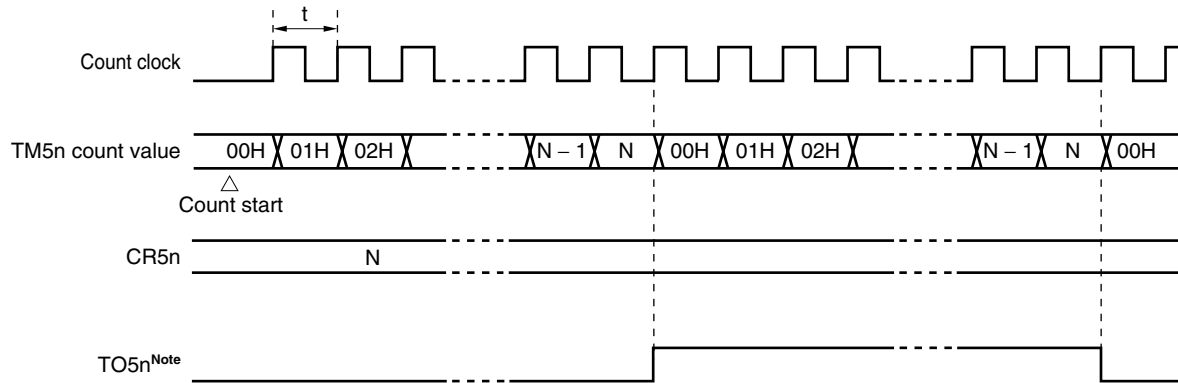 t
Count clock
TM5n count value 00H 01H 02H N – 1 N 00H 01H 02H N – 1 N 00H
Count start
CR5n N
TO5nNote